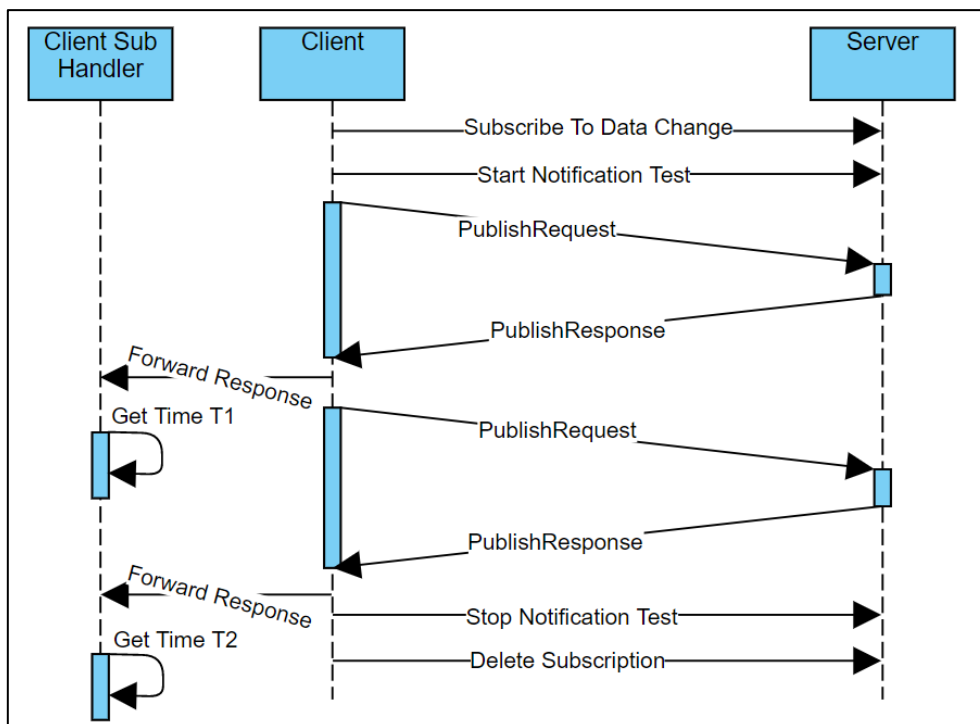 Client Sub
Handler
Client
Server
Subscribe To Data Change
Start Notification Test
PublishRequest
PublishResponse
Forward Response
Get Time T1
PublishRequest
PublishResponse
Forward Response
Stop Notification Test
Get Time T2
Delete Subscription